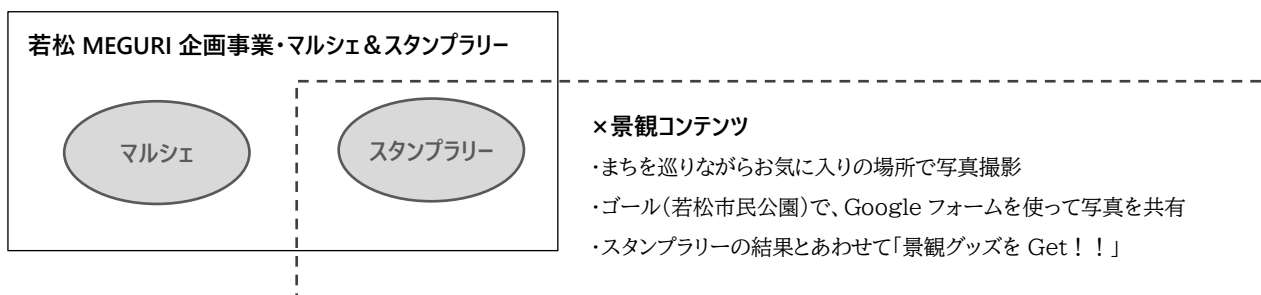 若松 MEGURI 企画事業・マルシェ&スタンプラリー
マルシェ
スタンプラリー
×景観コンテンツ
・まちを巡りながらお気に入りの場所で写真撮影
・ゴール(若松市民公園)で、Google フォームを使って写真を共有
・スタンプラリーの結果とあわせて「景観グッズを Get!!」